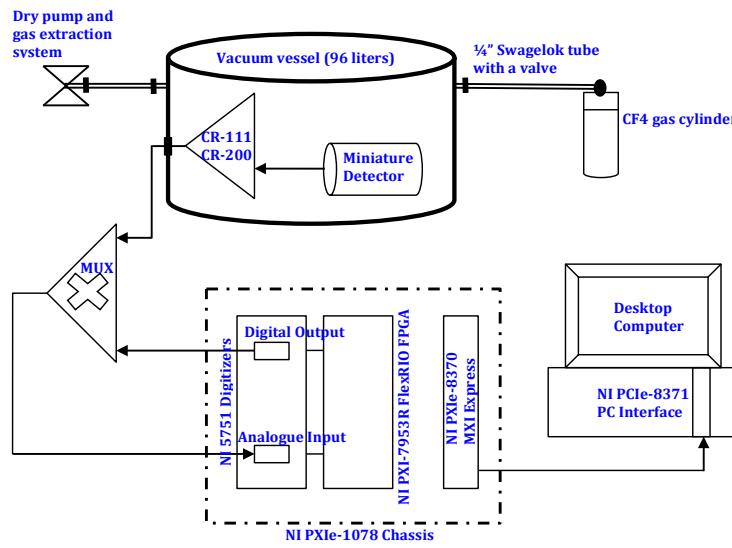 Dry pump and
gas extraction
system
Vacuum vessel (96 liters)
¼” Swagelok tube
with a valve
CF4 gas cylinder
CR-111
CR-200
Miniature
Detector
MUX
Desktop
Computer
NI PCIe-8371
PC Interface
NI 5751 Digitizers
Digital Output
Analogue Input
NI PXI-7953R FlexRIO FPGA
NI PXIe-8370
MXI Express
NI PXIe-1078 Chassis